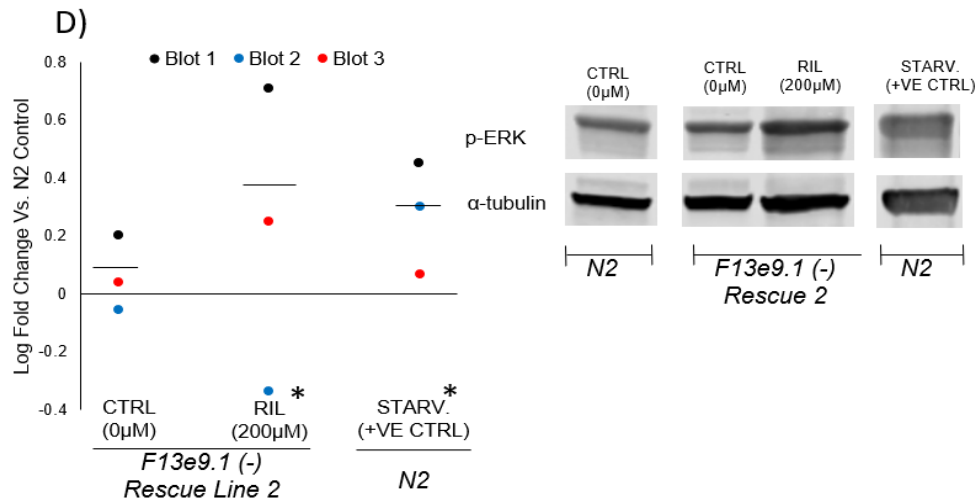 D)
Log Fold Change Vs. N2 Control
Blot 1 Blot 2 Blot 3
0.8
0.6
0.4
0.2
0
-0.2
-0.4
*
*
CTRL
(0µM)
RIL
(200µM)
STARV.
(+VE CTRL)
F13e9.1 (-)
Rescue Line 2
N2
CTRL
(0µM)
CTRL
(0µM)
RIL
(200µM)
STARV.
(+VE CTRL)
p-ERK
α-tubulin
N2
F13e9.1 (-)
Rescue 2
N2